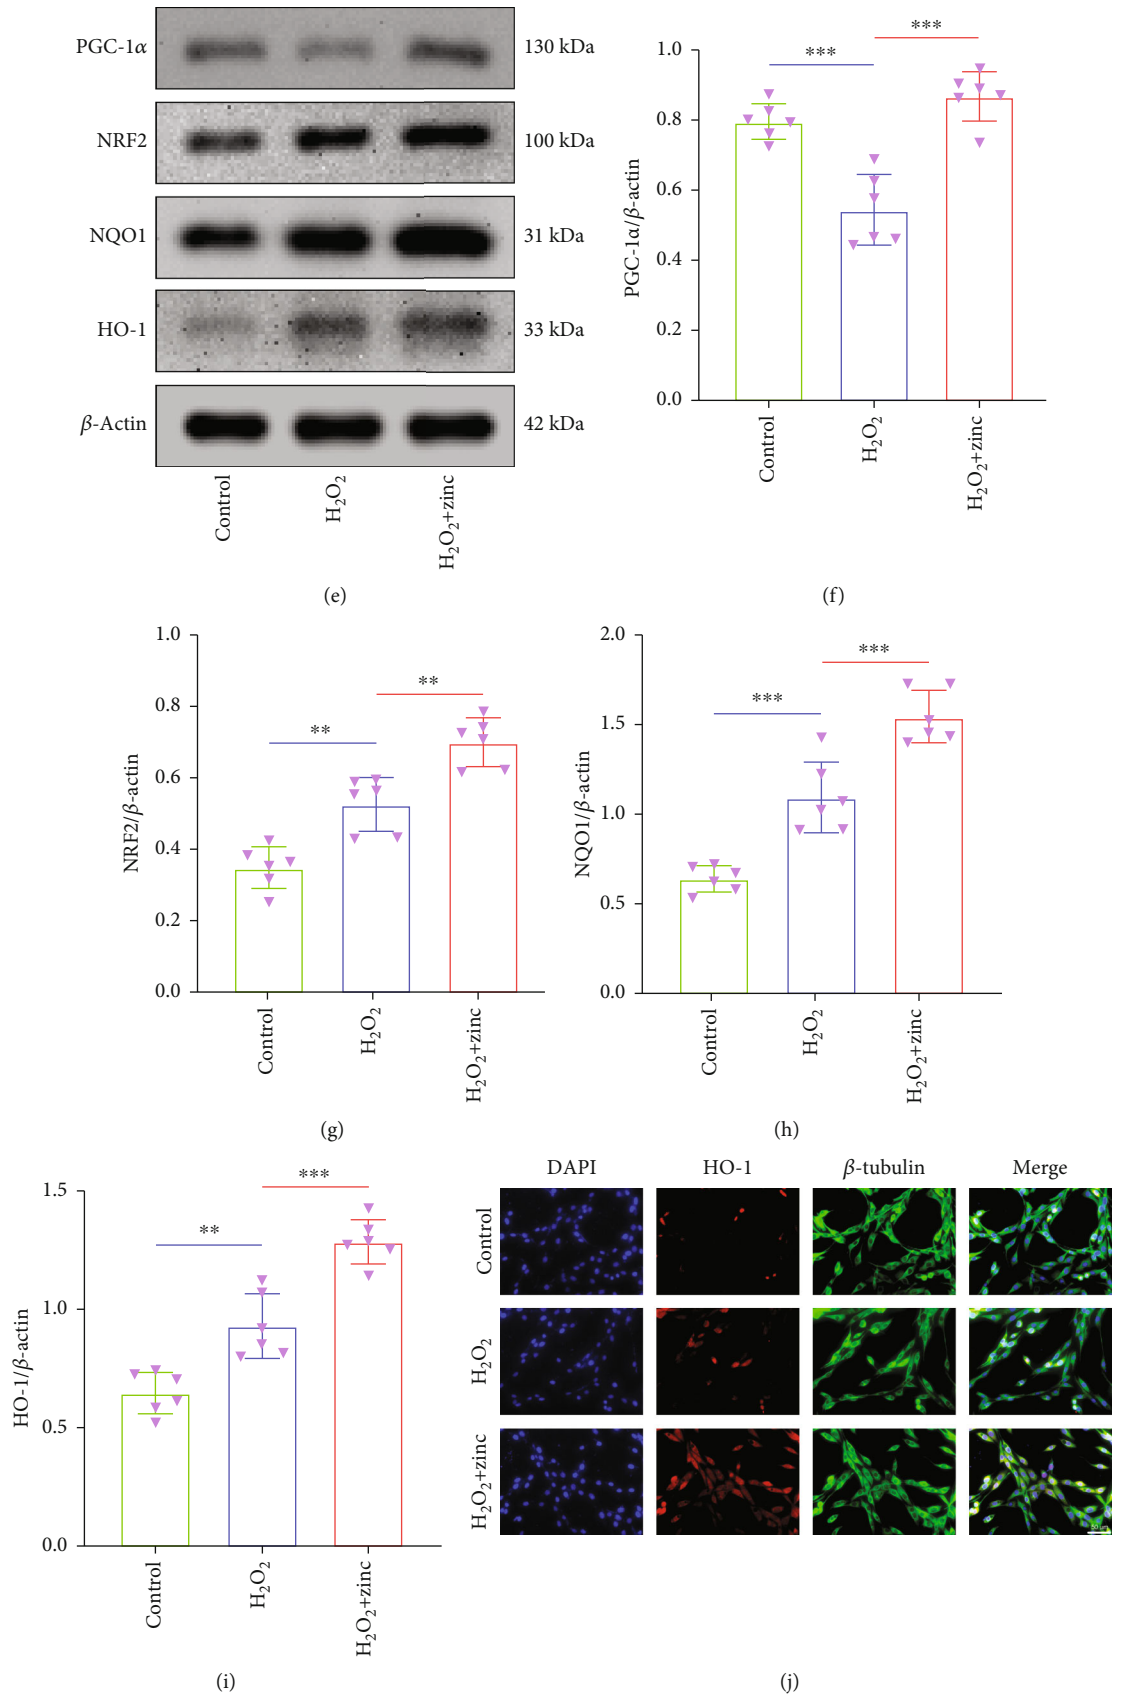 PGC-1α 130 kDa
NRF2 100 kDa
NQO1 31 kDa
HO-1 33 kDa
β-Actin 42 kDa
Control
H₂O₂
H₂O₂+zinc
(e)
***
***
1.0
0.8
0.6
0.4
0.2
0.0
PGC-1α/β-actin
Control
H₂O₂
H₂O₂+zinc
(f)
**
**
1.0
0.8
0.6
0.4
0.2
0.0
NRF2/β-actin
Control
H₂O₂
H₂O₂+zinc
(g)
***
***
2.0
1.5
1.0
0.5
0.0
NQO1/β-actin
Control
H₂O₂
H₂O₂+zinc
(h)
***
**
1.5
1.0
0.5
0.0
HO-1/β-actin
Control
H₂O₂
H₂O₂+zinc
(i)
DAPI HO-1 β-tubulin Merge
Control
H₂O₂
H₂O₂+zinc
50 μm
(j)